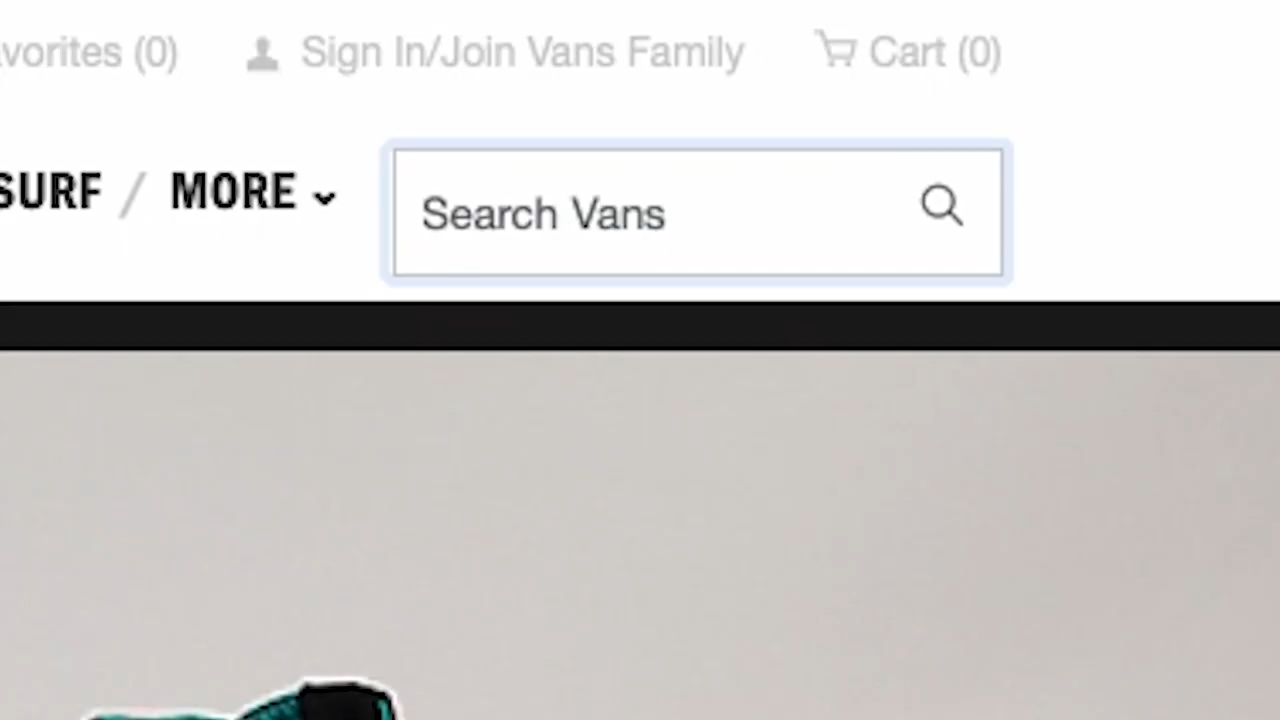 vorites (0) Sign In/Join Vans Family Cart (0)
SURF / MORE
Search Vans